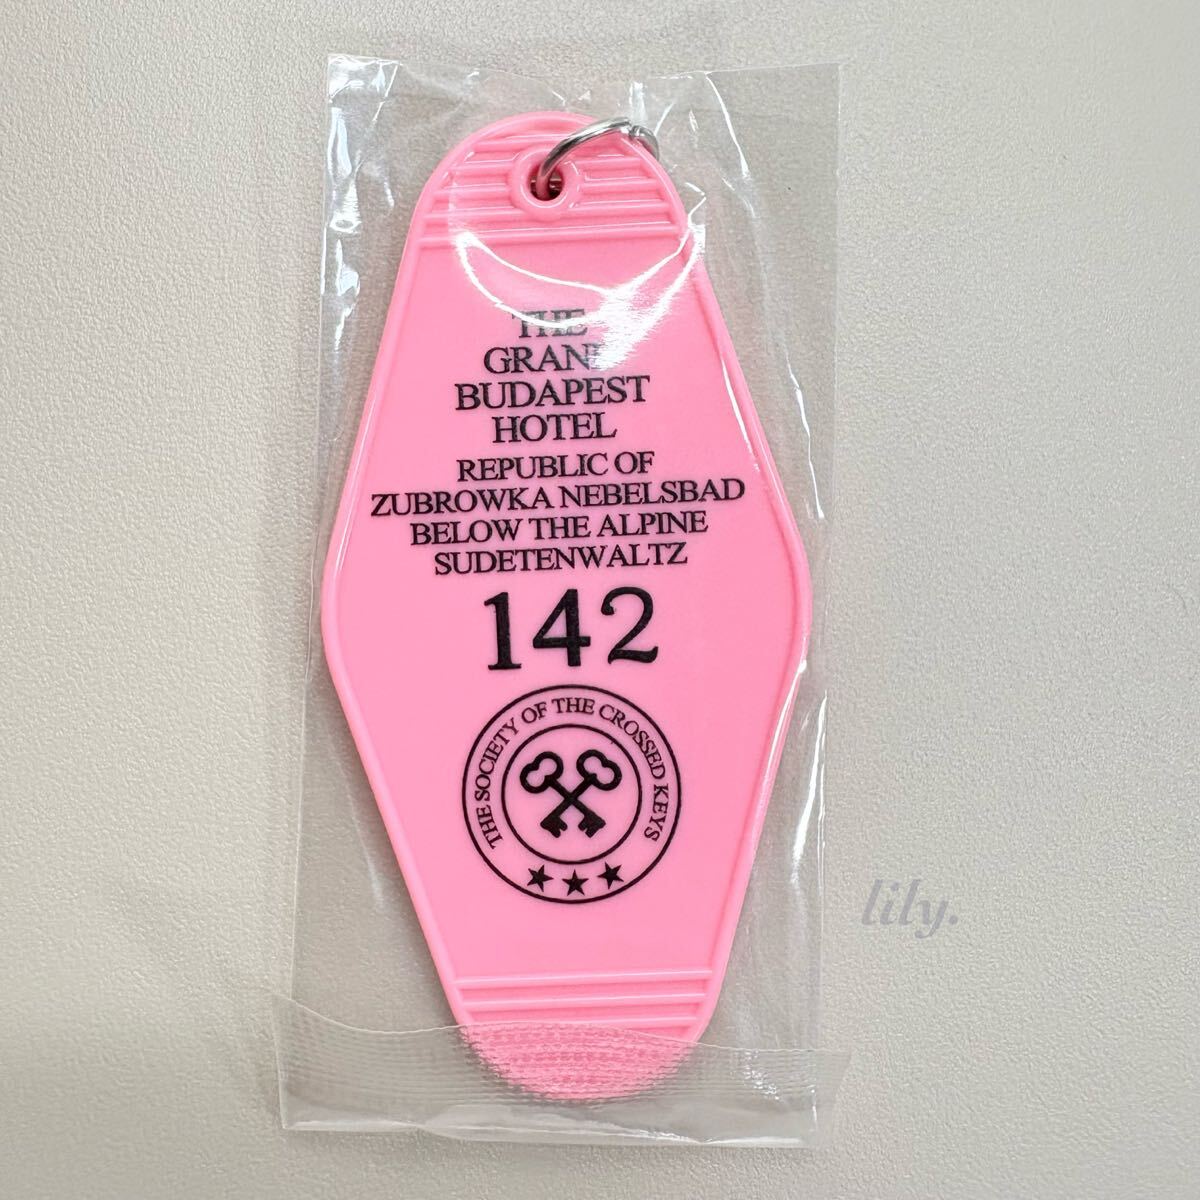 THE
GRAND
BUDAPEST
HOTEL
REPUBLIC OF
ZUBROWKA NEBELSBAD
BELOW THE ALPINE
SUDETENWALTZ
142
THE SOCIETY OF THE CROSSED KEYS
lily.